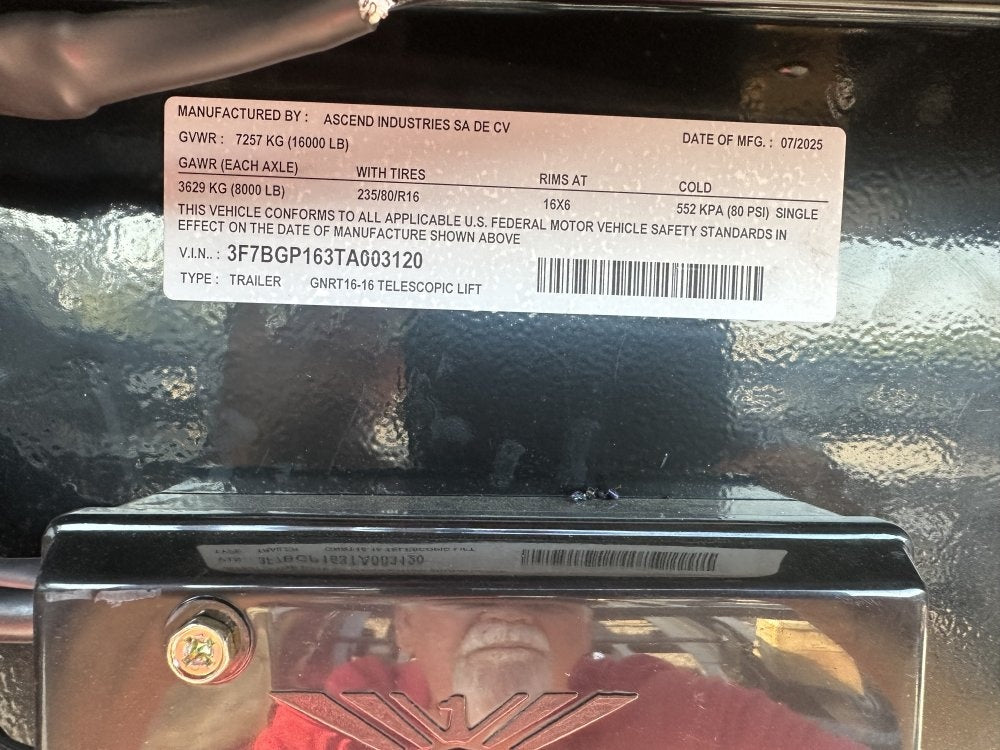 MANUFACTURED BY : ASCEND INDUSTRIES SA DE CV
GVWR : 7257 KG (16000 LB) DATE OF MFG. : 07/2025
GAWR (EACH AXLE) WITH TIRES RIMS AT COLD
3629 KG (8000 LB) 235/80/R16 16X6 552 KPA (80 PSI) SINGLE
THIS VEHICLE CONFORMS TO ALL APPLICABLE U.S. FEDERAL MOTOR VEHICLE SAFETY STANDARDS IN
EFFECT ON THE DATE OF MANUFACTURE SHOWN ABOVE
V.I.N.. : 3F7BGP163TA003120
TYPE : TRAILER GNRT16-16 TELESCOPIC LIFT